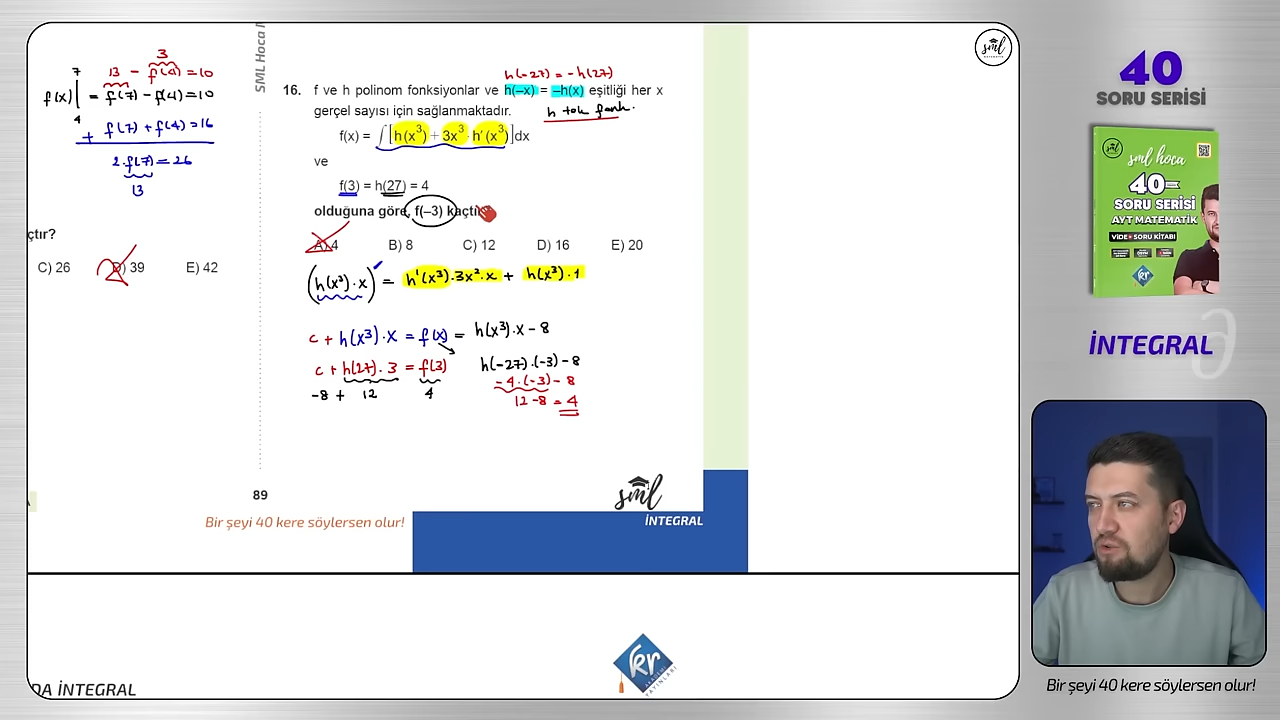 7
13 - f(4) = 10
3
f(x) | = f(7) - f(4) = 10
4
+ f(7) + f(4) = 16
2.f(7) = 26
13
çtır?
C) 26
D) 39
E) 42
SML Hoca
h(-27) = -h(27)
16. f ve h polinom fonksiyonlar ve h(–x) = –h(x) eşitliği her x
gerçel sayısı için sağlanmaktadır.
h tek fonk.
f(x) = ∫ [h(x³) + 3x³ · h'(x³)]dx
ve
f(3) = h(27) = 4
olduğuna göre, f(–3) kaçtır
A) 4 B) 8 C) 12 D) 16 E) 20
(h(x³).x)' = h'(x³).3x².x + h(x³).1
c + h(x³).x = f(x) = h(x³).x - 8
c + h(27).3 = f(3)
h(-27).(-3) - 8
-8 + 12 4
-4.(-3) - 8
12 - 8 = 4
89
Bir şeyi 40 kere söylersen olur!
sml
İNTEGRAL
DA İNTEGRAL
kr
YAYINLARI
sml
40
SORU SERİSİ
sml hoca
40
SORU SERİSİ
AYT MATEMATİK
VİDEO SORU KİTABI
kr
İNTEGRAL
Bir şeyi 40 kere söylersen olur!